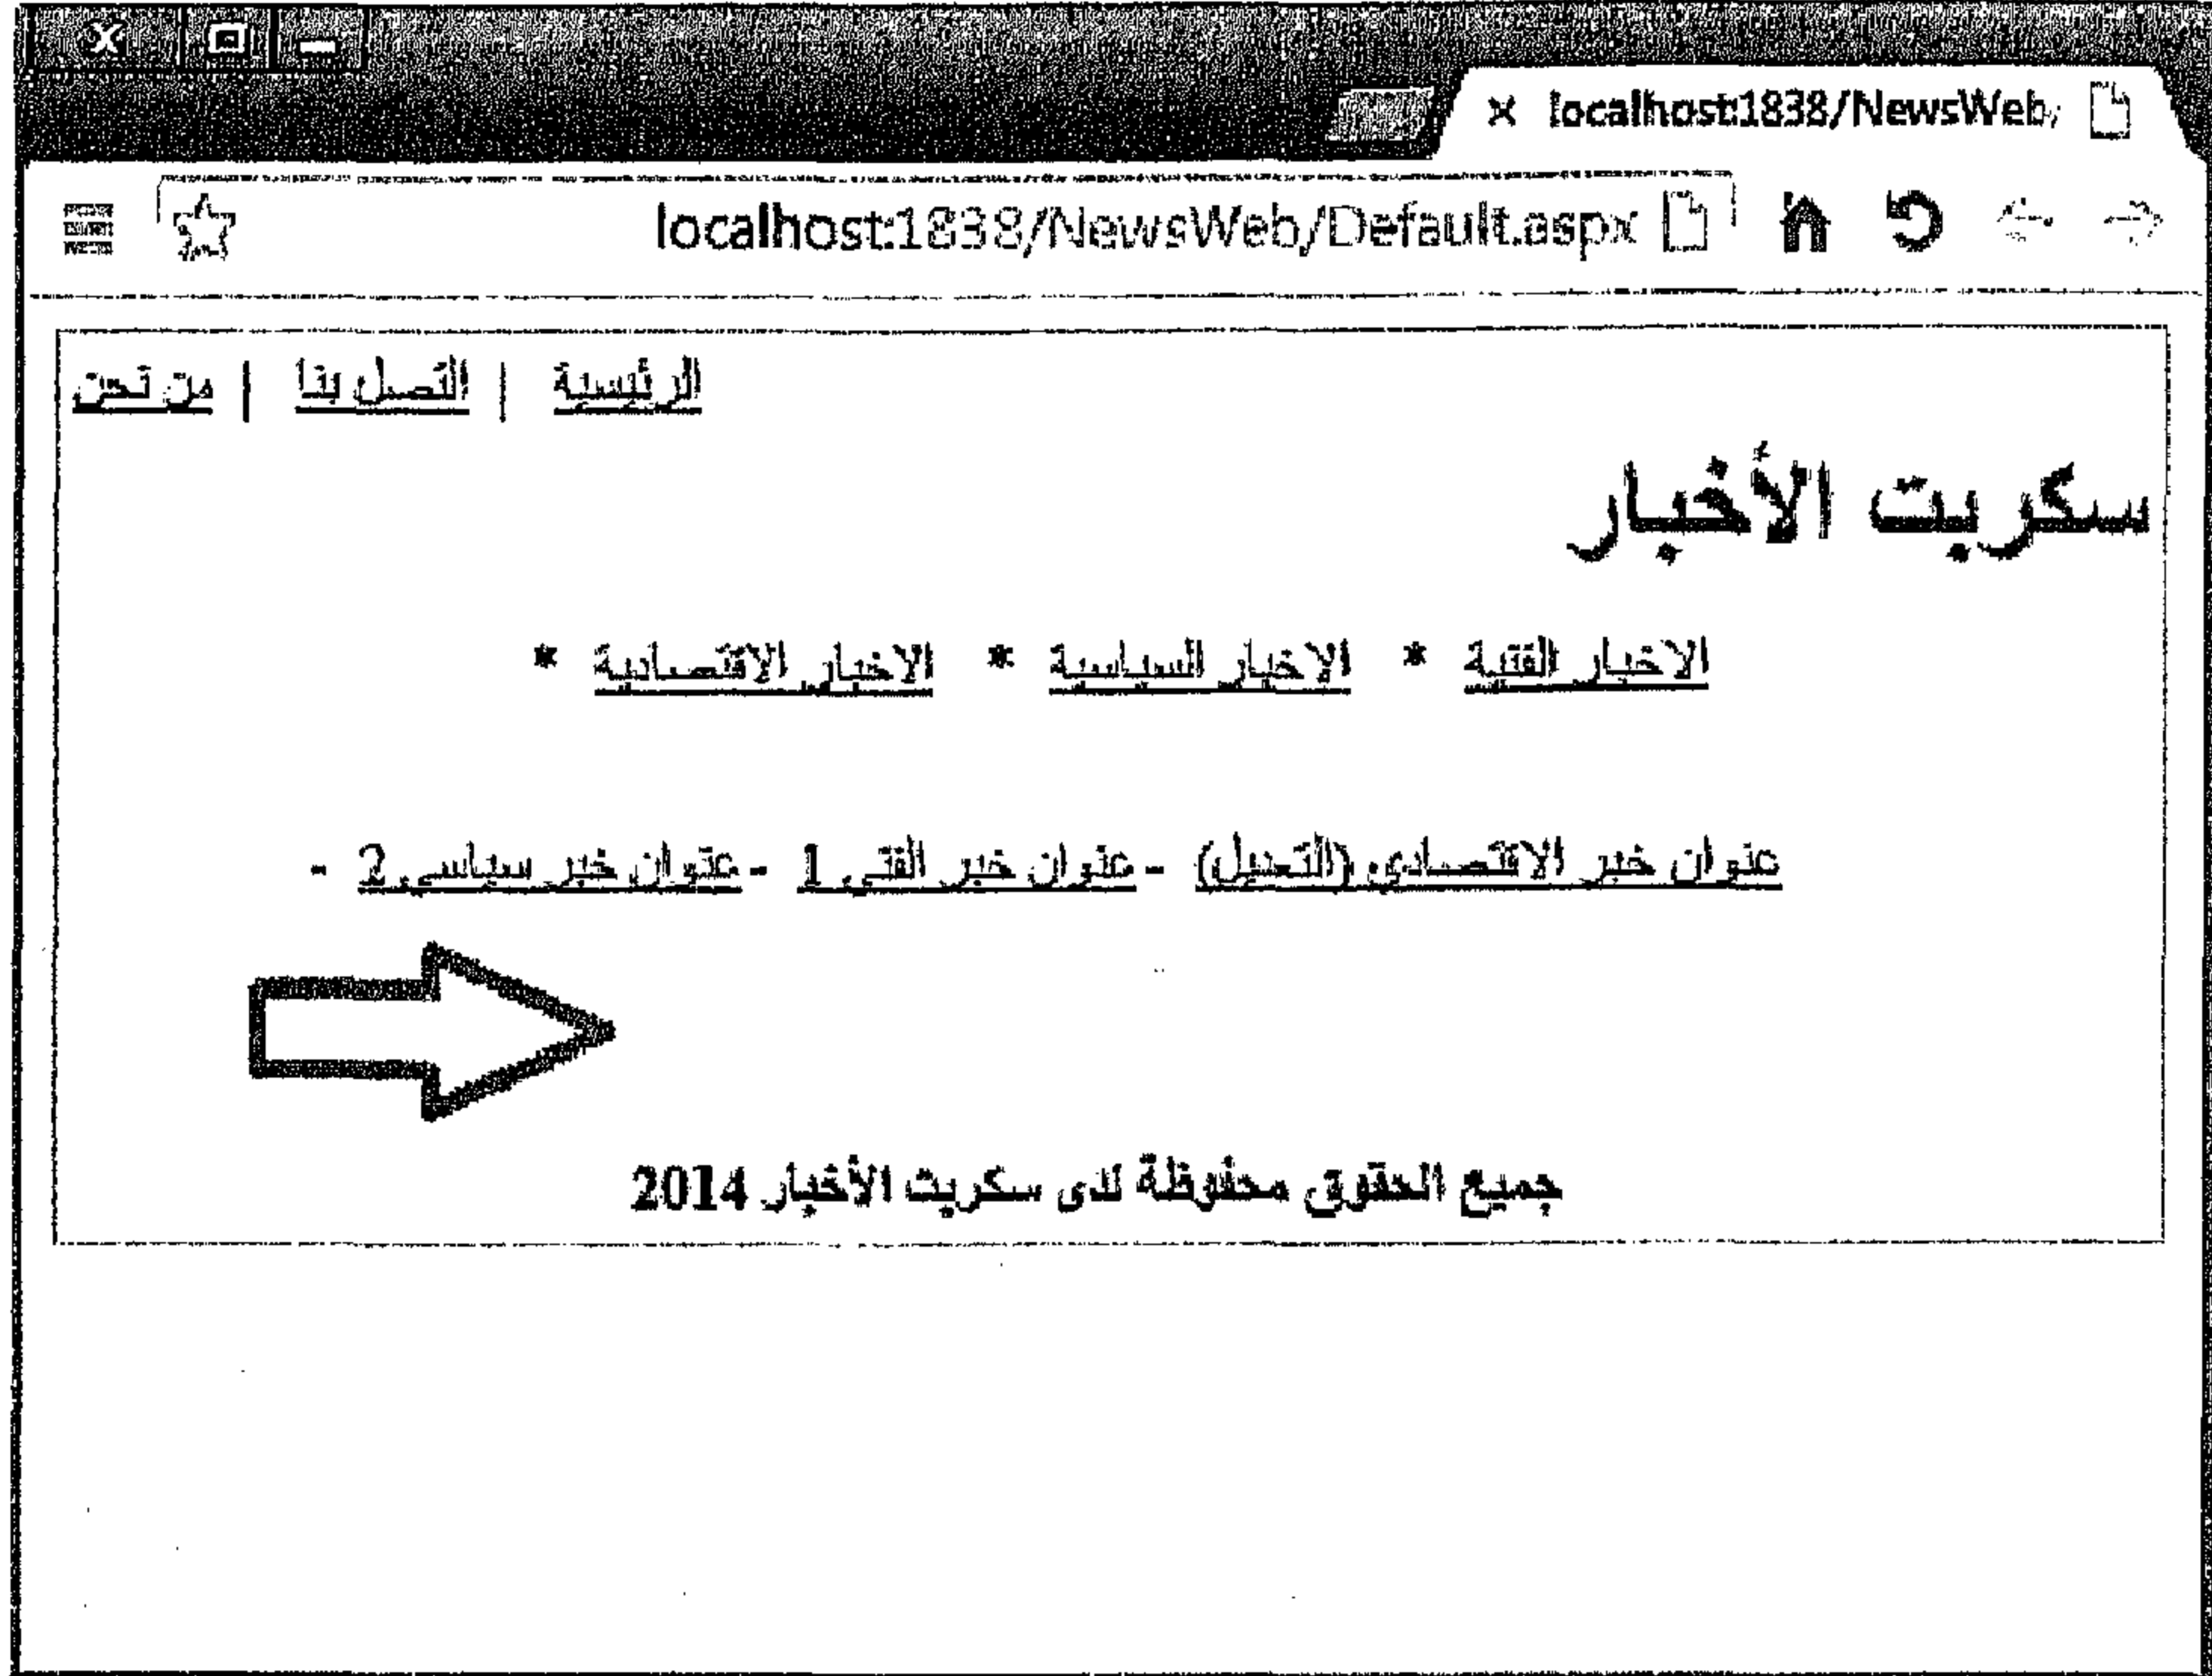 localhost:1838/NewsWeb/
localhost:1838/NewsWeb/Default.aspx
الرئيسية | التصل بنا | من نحن
سكربت الأخبار
الاخبار الفنية * الاخبار السياسية * الاخبار الاقتصادية *
عنوان خبر الاقتصادي (التعديل) - عنوان خبر الفني 1 - عنوان خبر سياسي 2 -
جميع الحقوق محفوظة لدى سكربت الأخبار 2014